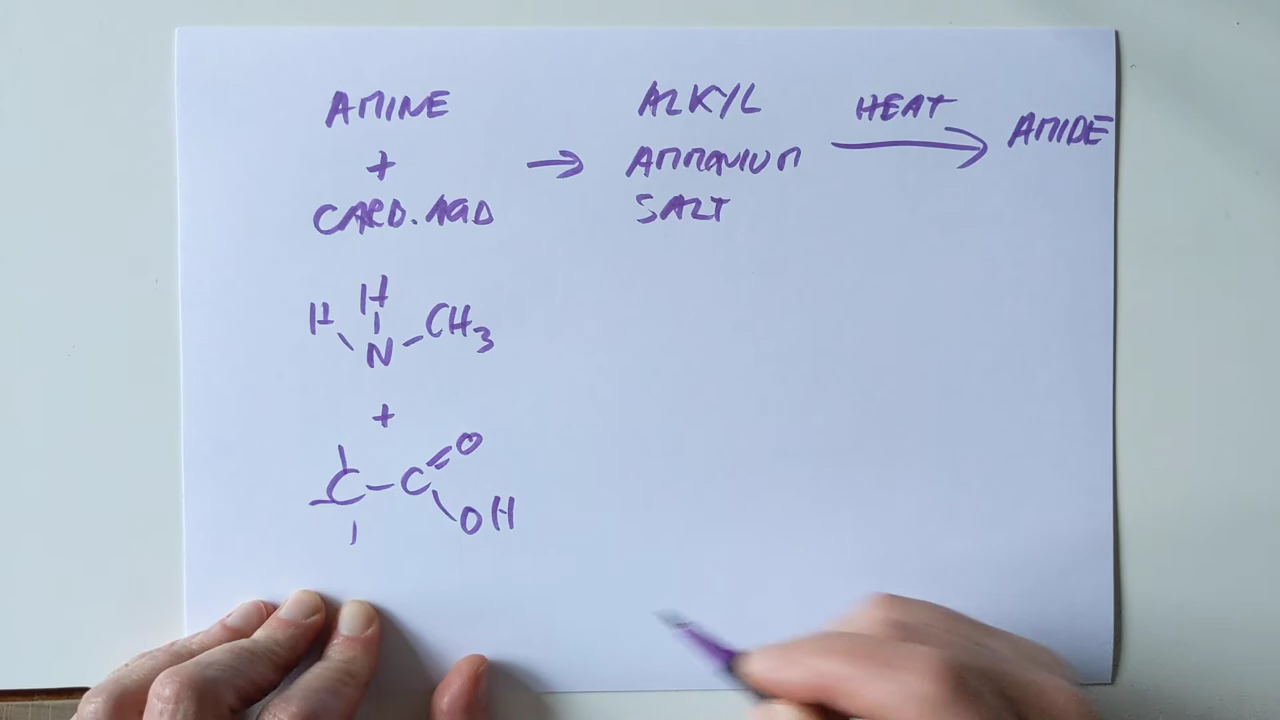 AMINE
+
CARB. ACID
→
ALKYL
AMMONIUM
SALT
HEAT
AMIDE
H H
N CH3
+
C - C O
OH